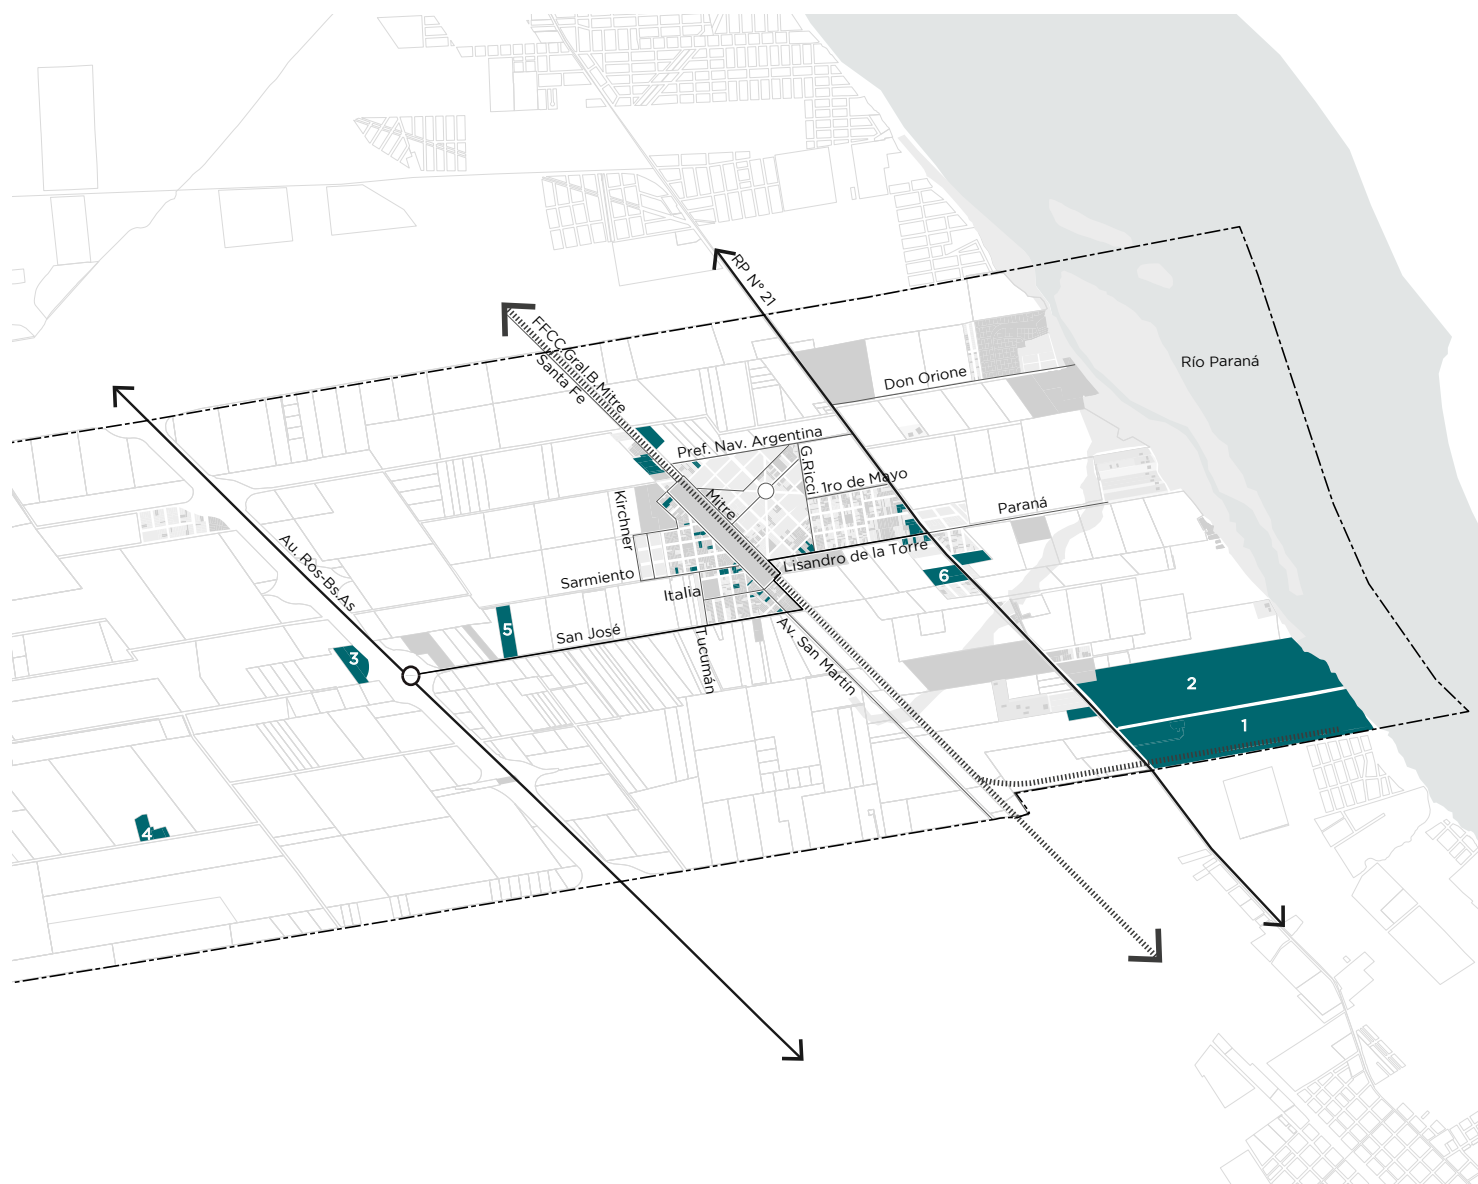 RP N° 21
FFCC.Gral.B.Mitre
Santa Fe
Río Paraná
Don Orione
Pref. Nav. Argentina
G.Ricci
1ro de Mayo
Mitre
Kirchner
Paraná
Au. Ros-Bs.As
Lisandro de la Torre
Sarmiento
6
Italia
5
San José
3
Tucumán
Av. San Martín
2
1
4